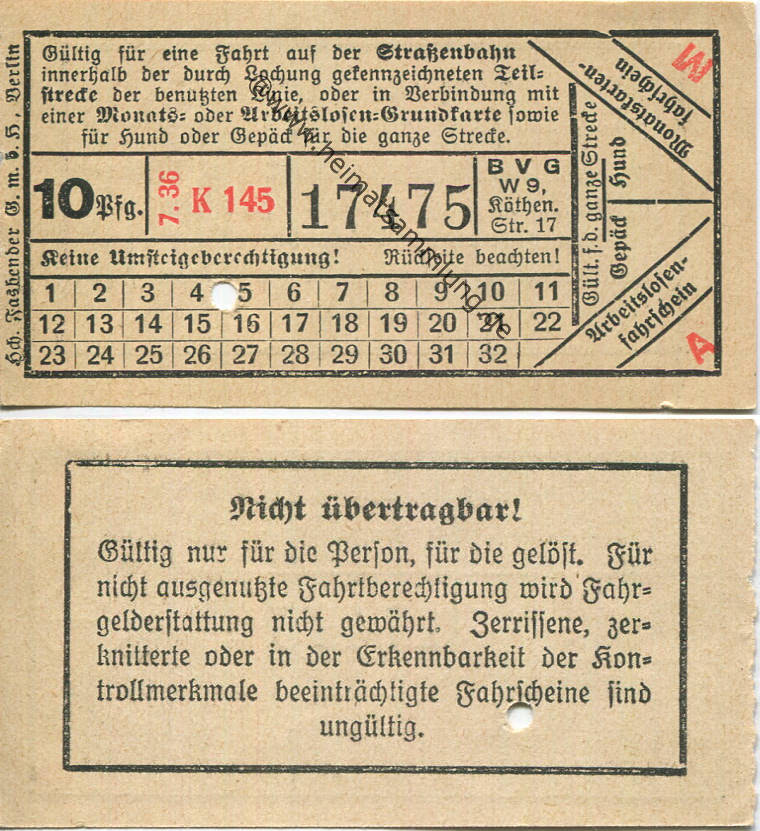 Gültig für eine Fahrt auf der Straßenbahn
innerhalb der durch Lochung gekennzeichneten Teil-
strecke der benutzten Linie, oder in Verbindung mit
einer Monats- oder Arbeitslosen-Grundkarte sowie
für Hund oder Gepäck für die ganze Strecke.
Hch. Fasbender G. m. b. H., Berlin
10 Pfg.
7.36 K 145
17475
B V G
W 9,
Köthen.
Str. 17
Keine Umsteigeberechtigung! Rückseite beachten!
1 2 3 4 5 6 7 8 9 10 11
12 13 14 15 16 17 18 19 20 21 22
23 24 25 26 27 28 29 30 31 32
Gült. f. d. ganze Strecke
Gepäck Hund
Monatskarten-
fahrschein
M
Arbeitslosen-
fahrschein
A
@www.heimatsammlung.de
Nicht übertragbar!
Gültig nur für die Person, für die gelöst. Für
nicht ausgenutzte Fahrtberechtigung wird Fahr-
gelderstattung nicht gewährt. Zerrissene, zer-
knitterte oder in der Erkennbarkeit der Kon-
trollmerkmale beeinträchtigte Fahrscheine sind
ungültig.